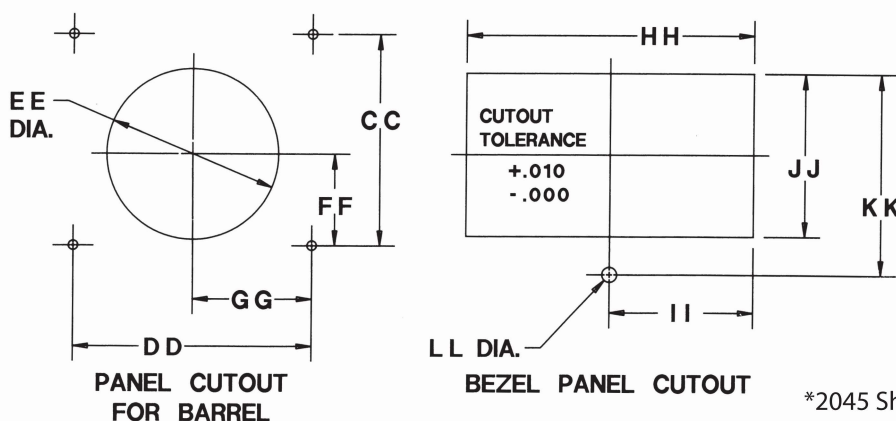 EE
DIA.
CC
FF
GG
DD
PANEL CUTOUT
FOR BARREL
HH
CUTOUT
TOLERANCE
+.010
-.000
JJ
KK
II
LL DIA.
BEZEL PANEL CUTOUT
*2045